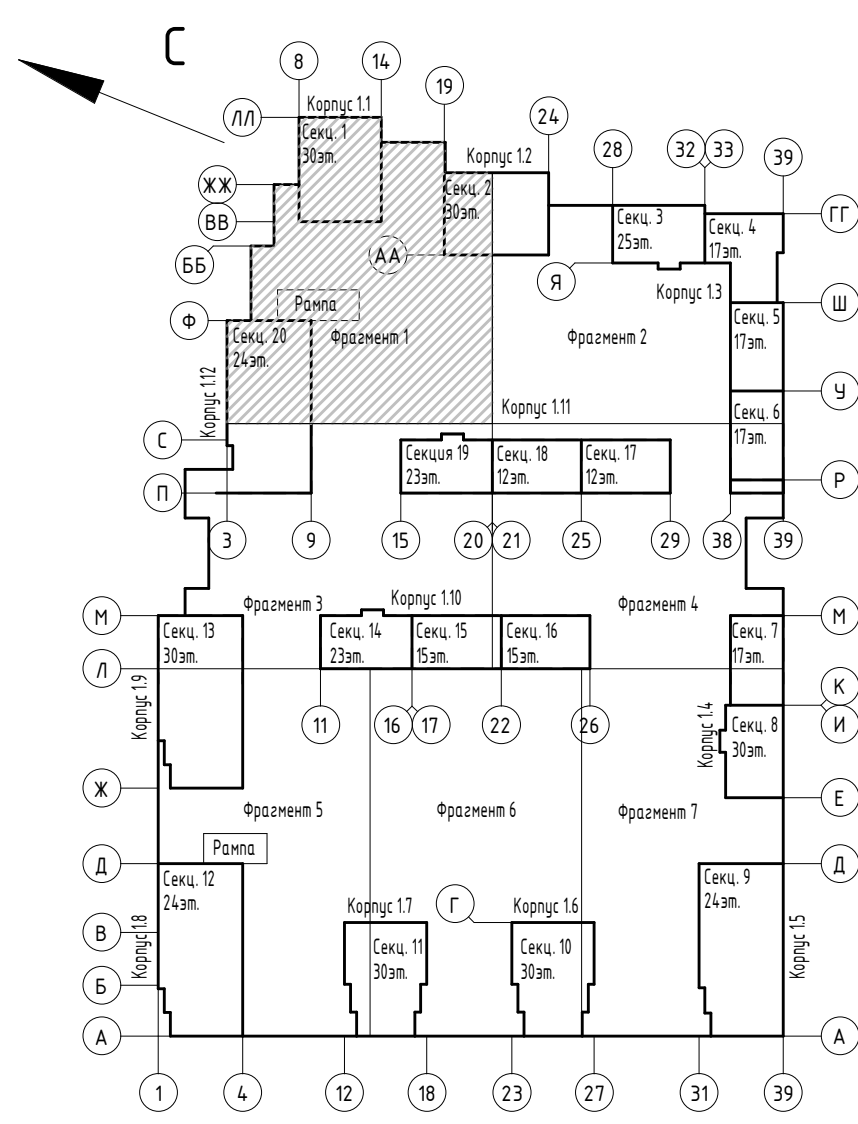 С
8
14
19
24
28
32
33
39
ЛЛ
Корпус 1.1
Секц. 1
30эт.
Корпус 1.2
Секц. 2
30эт.
ЖЖ
ВВ
ББ
АА
ГГ
Секц. 3
25эт.
Секц. 4
17эт.
Я
Корпус 1.3
Рампа
Ф
Секц. 20
24эт.
Фрагмент 1
Фрагмент 2
Ш
Секц. 5
17эт.
Корпус 1.12
У
Корпус 1.11
Секц. 6
17эт.
С
Секция 19
23эт.
Секц. 18
12эт.
Секц. 17
12эт.
П
Р
3
9
15
20
21
25
29
38
39
Фрагмент 3
Корпус 1.10
Фрагмент 4
М
Секц. 13
30эт.
Секц. 14
23эт.
Секц. 15
15эт.
Секц. 16
15эт.
Секц. 7
17эт.
М
Л
К
И
Корпус 1.9
11
16
17
22
26
Корпус 1.4
Секц. 8
30эт.
Ж
Е
Фрагмент 5
Фрагмент 6
Фрагмент 7
Рампа
Д
Секц. 12
24эт.
Секц. 9
24эт.
Д
Корпус 1.7
Г
Корпус 1.6
В
Корпус 1.8
Секц. 11
30эт.
Секц. 10
30эт.
Корпус 1.5
Б
А
А
1
4
12
18
23
27
31
39